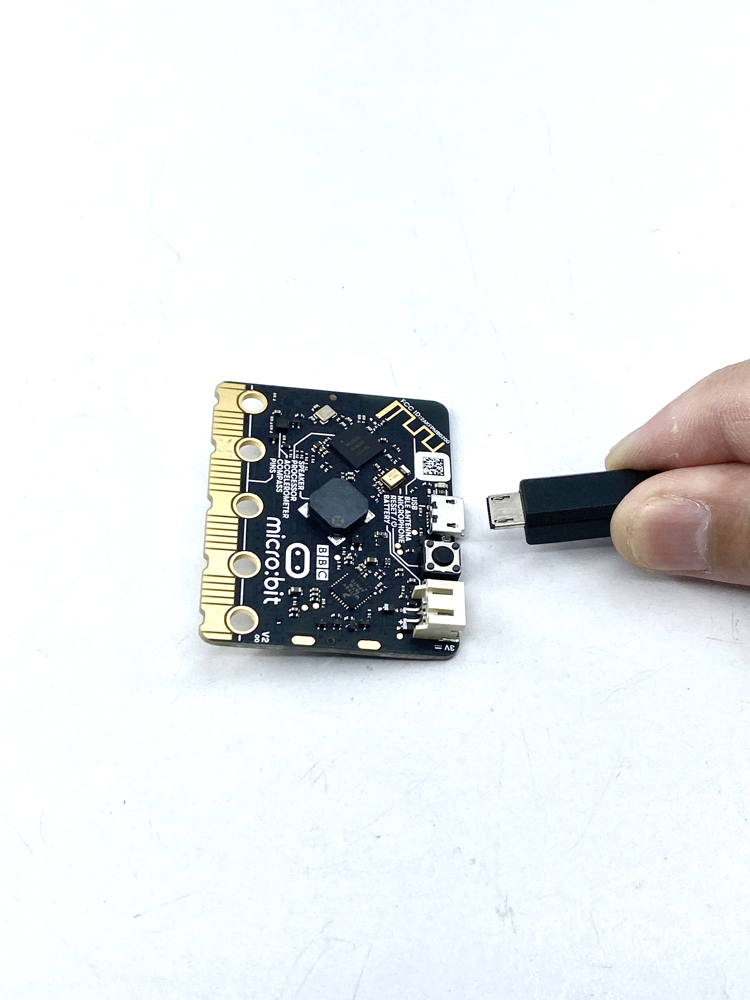 FCC ID:2AKFPMB0200
USB
BLE ANTENNA
MICROPHONE
RESET /
BATTERY
SPEAKER
PROCESSOR
ACCELEROMETER
COMPASS
PINS
BBC
micro:bit
V2
00
3V